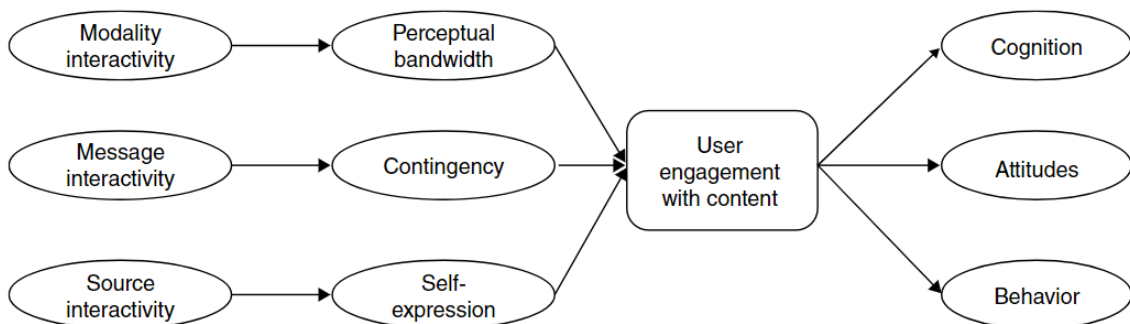 Modality
interactivity
Perceptual
bandwidth
Cognition
Message
interactivity
Contingency
User
engagement
with content
Attitudes
Source
interactivity
Self-
expression
Behavior